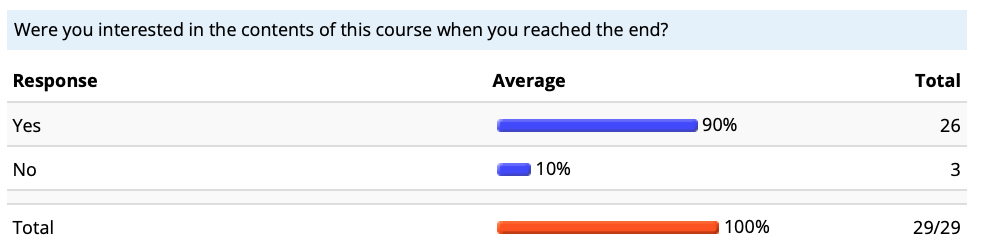 Were you interested in the contents of this course when you reached the end?
Response Average Total
Yes 90% 26
No 10% 3
Total 100% 29/29